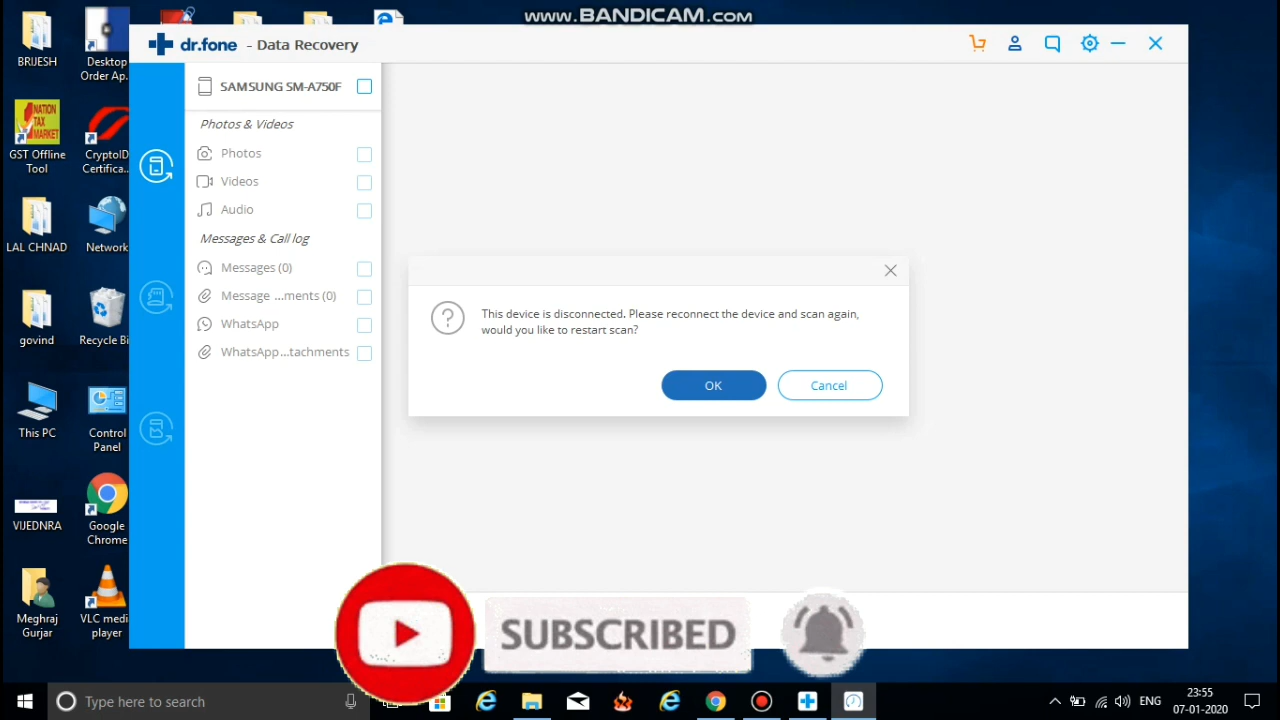 www.BANDICAM.com
dr.fone - Data Recovery
SAMSUNG SM-A750F
Photos & Videos
Photos
Videos
Audio
Messages & Call log
Messages (0)
Message ...ments (0)
WhatsApp
WhatsApp...tachments
This device is disconnected. Please reconnect the device and scan again,
would you like to restart scan?
OK
Cancel
BRIJESH
Desktop
Order Ap...
NATION
TAX
MARKET
GST Offline
Tool
CryptoID
Certifica...
LAL CHNAD
Network
govind
Recycle Bi
This PC
Control
Panel
VIJEDNRA
Google
Chrome
Meghraj
Gurjar
VLC medi
player
SUBSCRIBED
Type here to search
ENG
23:55
07-01-2020